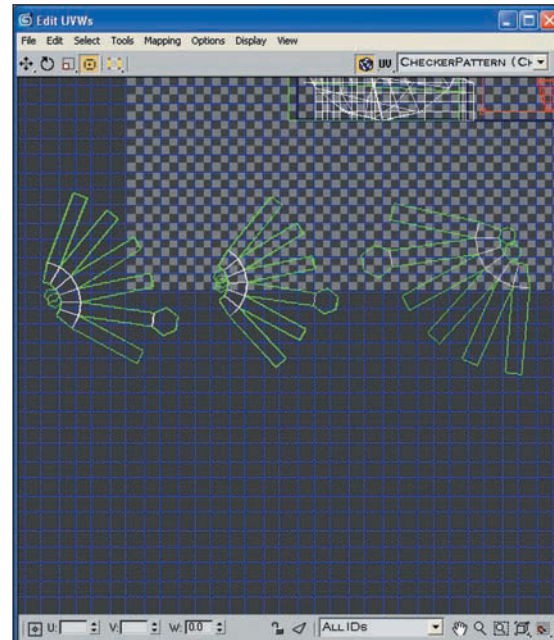 Edit UVWs
File Edit Select Tools Mapping Options Display View
UV CHECKERPATTERN (CH
U: V: W: 0.0 ALL IDS